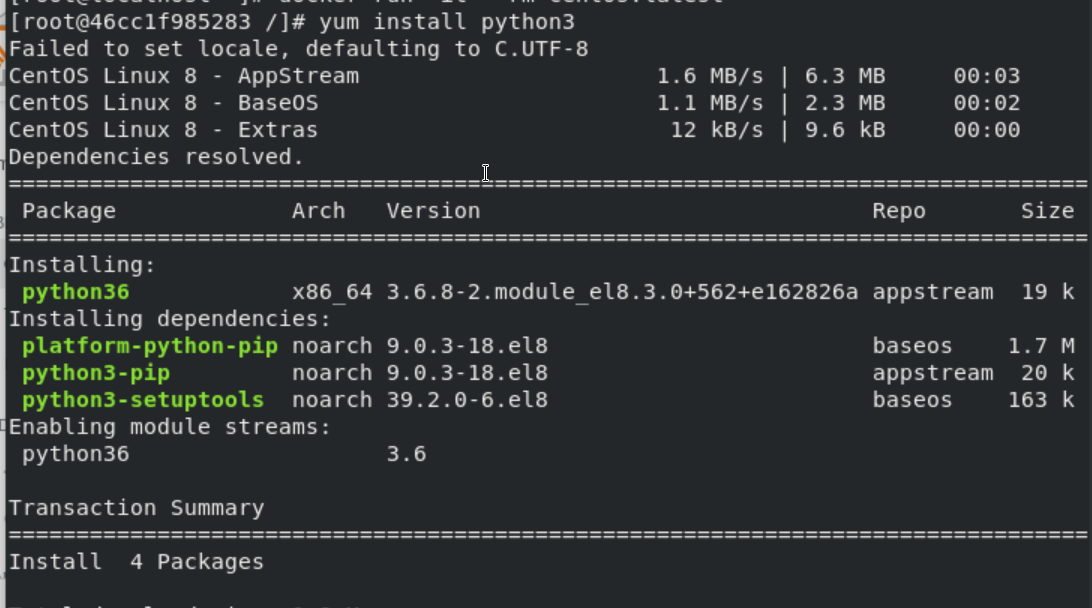 [root@46cc1f985283 /]# yum install python3
Failed to set locale, defaulting to C.UTF-8
CentOS Linux 8 - AppStream 1.6 MB/s | 6.3 MB 00:03
CentOS Linux 8 - BaseOS 1.1 MB/s | 2.3 MB 00:02
CentOS Linux 8 - Extras 12 kB/s | 9.6 kB 00:00
Dependencies resolved.
================================================================================
Package Arch Version Repo Size
================================================================================
Installing:
python36 x86_64 3.6.8-2.module_el8.3.0+562+e162826a appstream 19 k
Installing dependencies:
platform-python-pip noarch 9.0.3-18.el8 baseos 1.7 M
python3-pip noarch 9.0.3-18.el8 appstream 20 k
python3-setuptools noarch 39.2.0-6.el8 baseos 163 k
Enabling module streams:
python36 3.6
Transaction Summary
================================================================================
Install 4 Packages